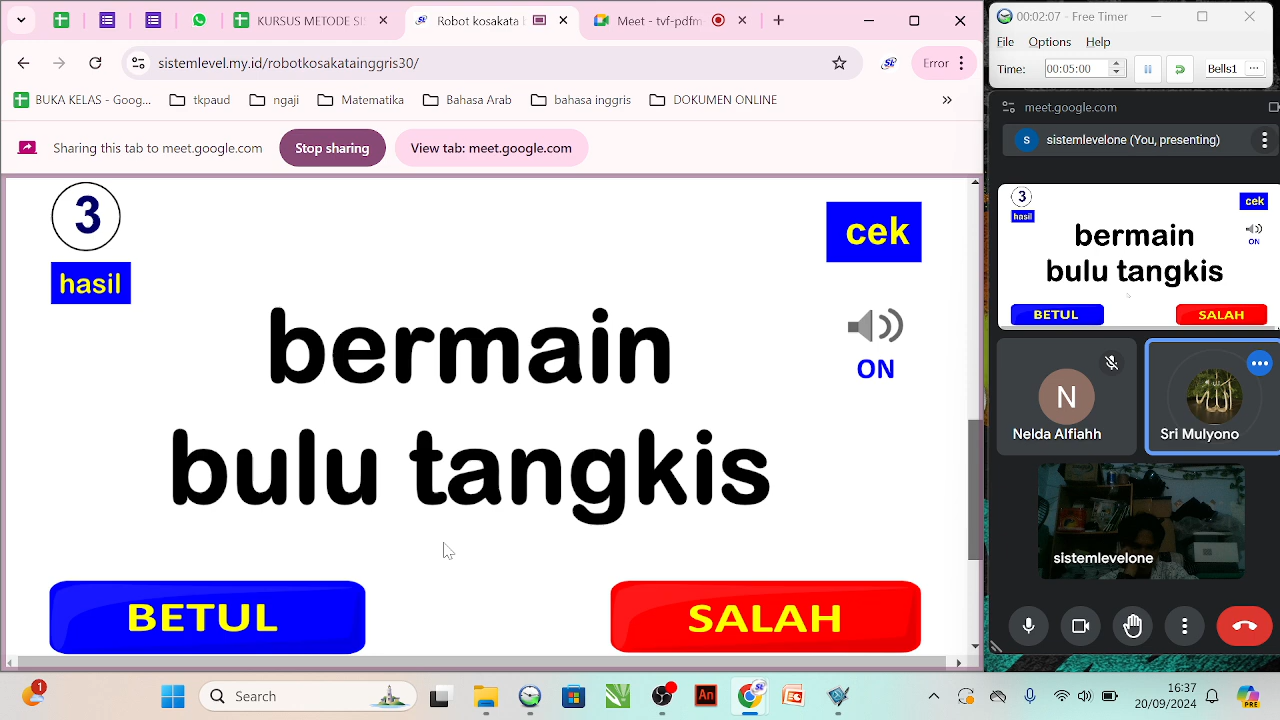 KURSUS METODE S
Robot kosarata
Meet - tvf-pdfm
sistemlevel.my.id/robotkosakatainggris30/
Error
BUKA KELAS - Goog...
tkpaud
ngaji
Matematika
bahasa inggris
DOKUMEN ONLINE
Sharing this tab to meet.google.com
Stop sharing
View tab: meet.google.com
3
cek
hasil
ON
bermain
bulu tangkis
BETUL
SALAH
00:02:07 - Free Timer
File Options Help
Time: 00:05:00 Bells1 ...
meet.google.com
S sistemlevelone (You, presenting)
3
cek
hasil
ON
bermain
bulu tangkis
BETUL
SALAH
N
Nelda Alfiahh
Sri Mulyono
sistemlevelone
1
Search
An
PRE
16:37
20/09/2024